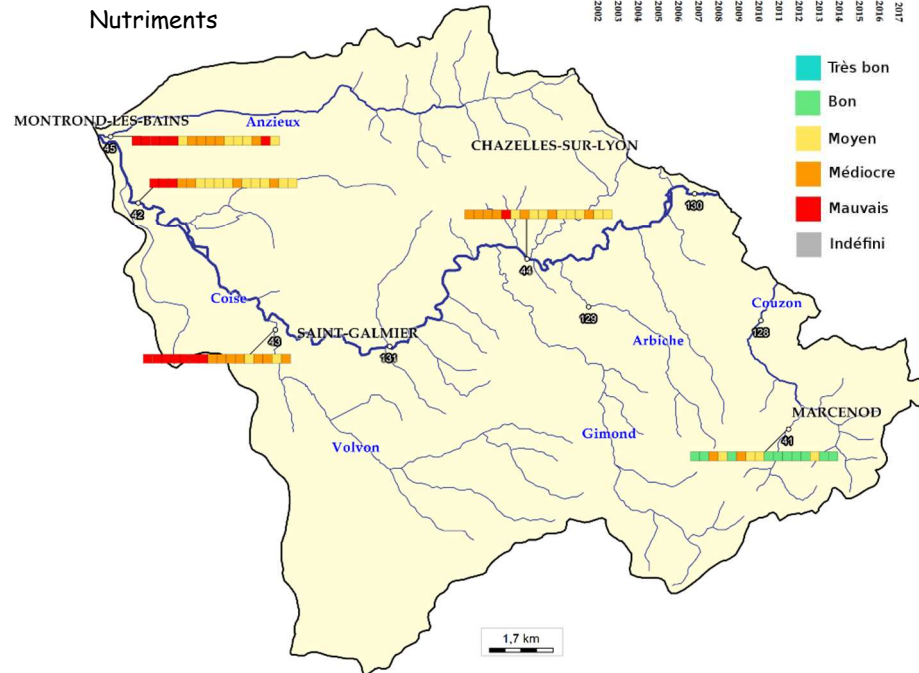 Nutriments
2002
2003
2004
2005
2006
2007
2008
2009
2010
2011
2012
2013
2014
2015
2016
2017
Très bon
Bon
Moyen
Médiocre
Mauvais
Indéfini
MONTROND-LES-BAINS
Anzieux
CHAZELLES-SUR-LYON
45
42
130
44
Coise
Couzon
129
43
SAINT-GALMIER
128
131
Arbiche
MARCENOD
Volvon
Gimond
41
1,7 km